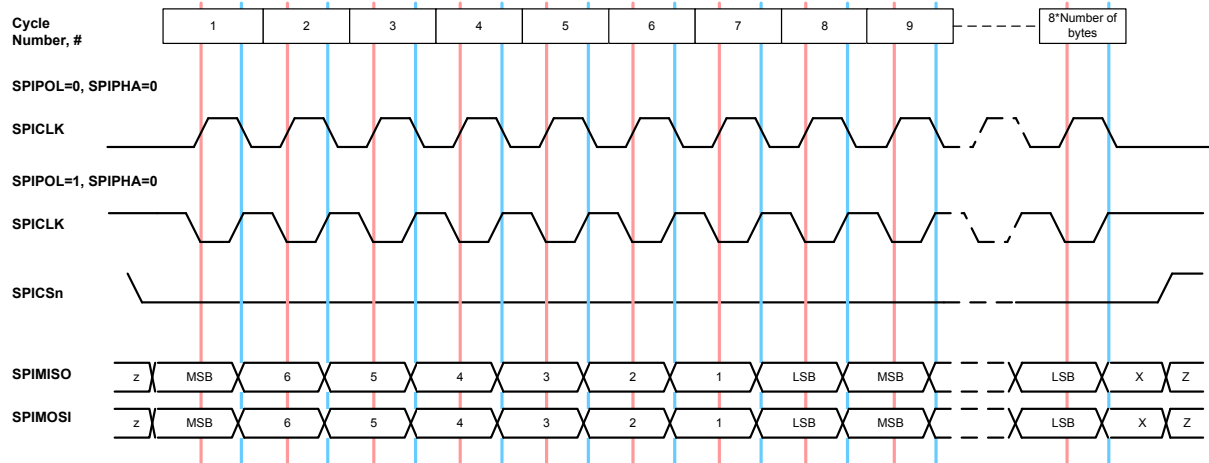 Cycle
Number, #
1 2 3 4 5 6 7 8 9
8*Number of
bytes
SPIPOL=0, SPIPHA=0
SPICLK
SPIPOL=1, SPIPHA=0
SPICLK
SPICSn
SPIMISO z MSB 6 5 4 3 2 1 LSB MSB LSB X Z
SPIMOSI z MSB 6 5 4 3 2 1 LSB MSB LSB X Z